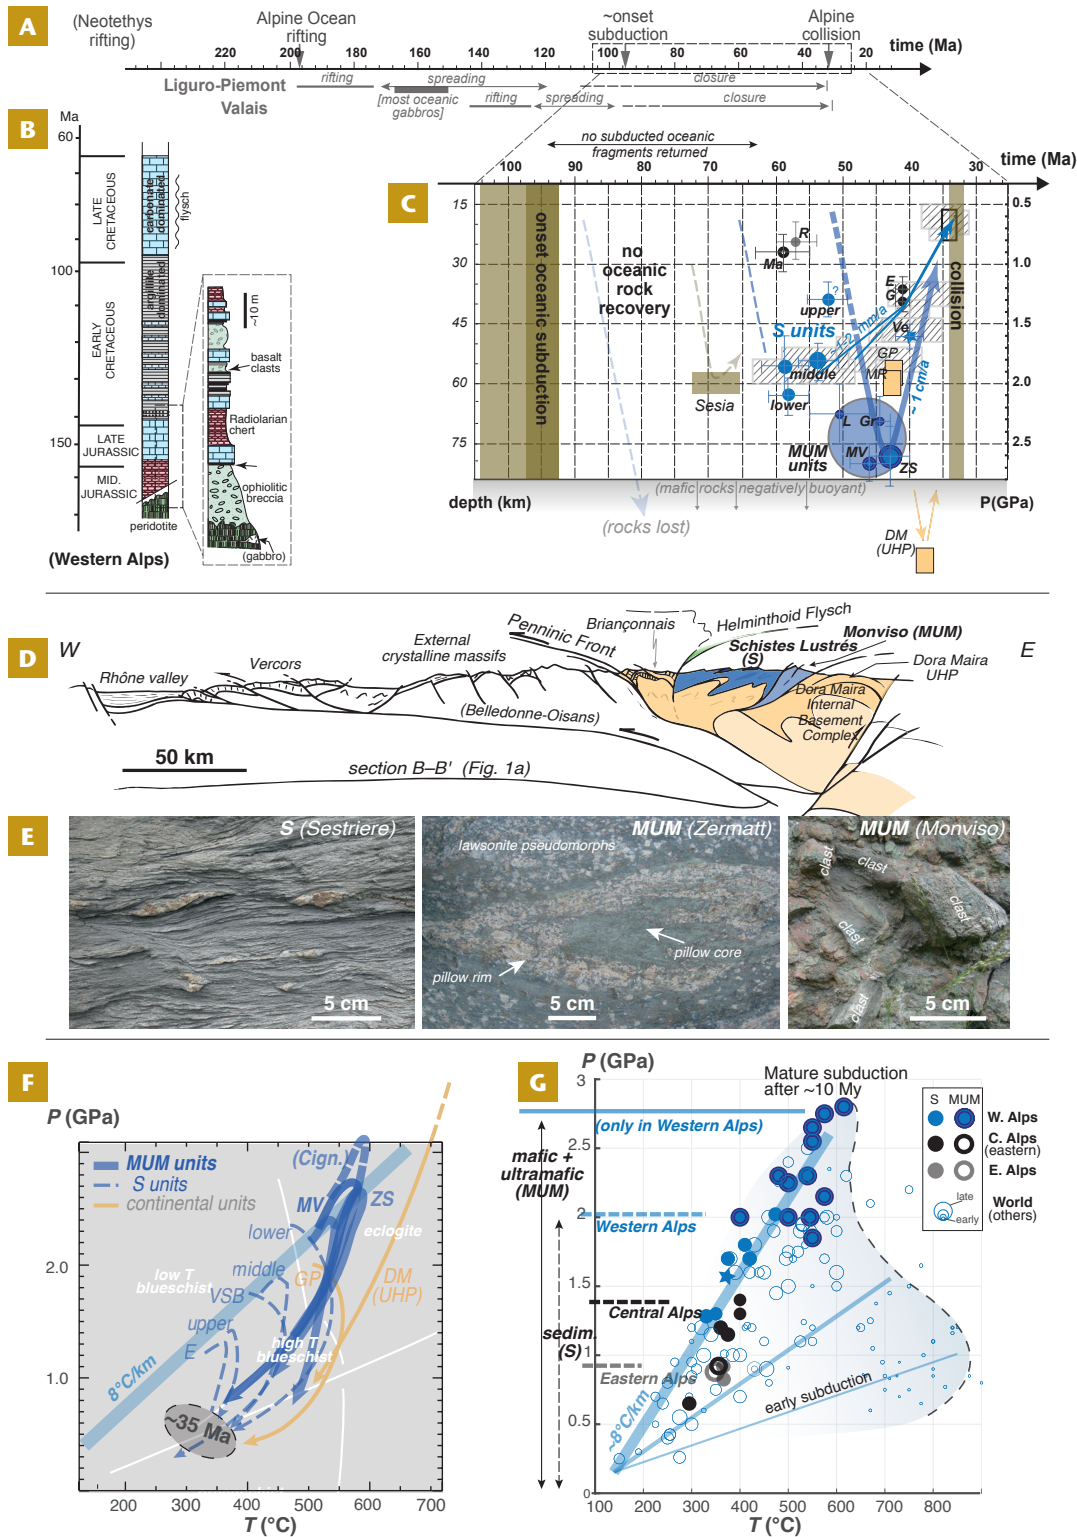 A
(Neotethys
rifting)
Alpine Ocean
rifting
~onset
subduction
Alpine
collision
220 200 180 160 140 120 100 80 60 40 20
time (Ma)
Liguro-Piemont
rifting
spreading
closure
[most oceanic
gabbros]
Valais
rifting
spreading
closure
B
Ma
60
100
150
LATE
CRETACEOUS
EARLY
CRETACEOUS
LATE
JURASSIC
MID.
JURASSIC
carbonate
dominated
flysch
argilline
dominated
peridotite
(Western Alps)
~10 m
basalt
clasts
Radiolarian
chert
ophiolitic
breccia
(gabbro)
no subducted oceanic
fragments returned
C
100 90 80 70 60 50 40 30
time (Ma)
15
30
45
60
75
0.5
1.0
1.5
2.0
2.5
onset oceanic subduction
no
oceanic
rock
recovery
collision
R
Ma
upper
?
S units
middle
lower
Sesia
~1-2 mm/a
E
G
Ve
GP
MP
~ 1 cm/a
L
Gr
MUM
units
MV
ZS
depth (km)
(mafic rocks negatively buoyant)
P(GPa)
(rocks lost)
DM
(UHP)
D
W
E
Rhône valley
Vercors
External
crystalline massifs
Penninic Front
Briançonnais
Helminthoid Flysch
Schistes Lustrés
(S)
Monviso (MUM)
Dora Maira
UHP
Dora Maira
Internal
Basement
Complex
(Belledonne-Oisans)
50 km
section B–B' (Fig. 1a)
E
S (Sestriere)
5 cm
MUM (Zermatt)
lawsonite pseudomorphs
pillow core
pillow rim
5 cm
MUM (Monviso)
clast
clast
clast
clast
clast
5 cm
F
P (GPa)
MUM units
S units
continental units
(Cign.)
MV
ZS
lower
eclogite
2.0
low T
blueschist
middle
GP
DM
(UHP)
VSB
upper
E
high T
blueschist
1.0
8°C/km
~35 Ma
200 300 400 500 600 700
T (°C)
G
P (GPa)
Mature subduction
after ~10 My
3
2.5
2
1.5
1
0.5
0
(only in Western Alps)
mafic +
ultramafic
(MUM)
Western Alps
Central Alps
sedim.
(S)
Eastern Alps
~8°C/km
early subduction
S MUM
W. Alps
C. Alps
(eastern)
E. Alps
late
early
World
(others)
100 200 300 400 500 600 700 800
T (°C)